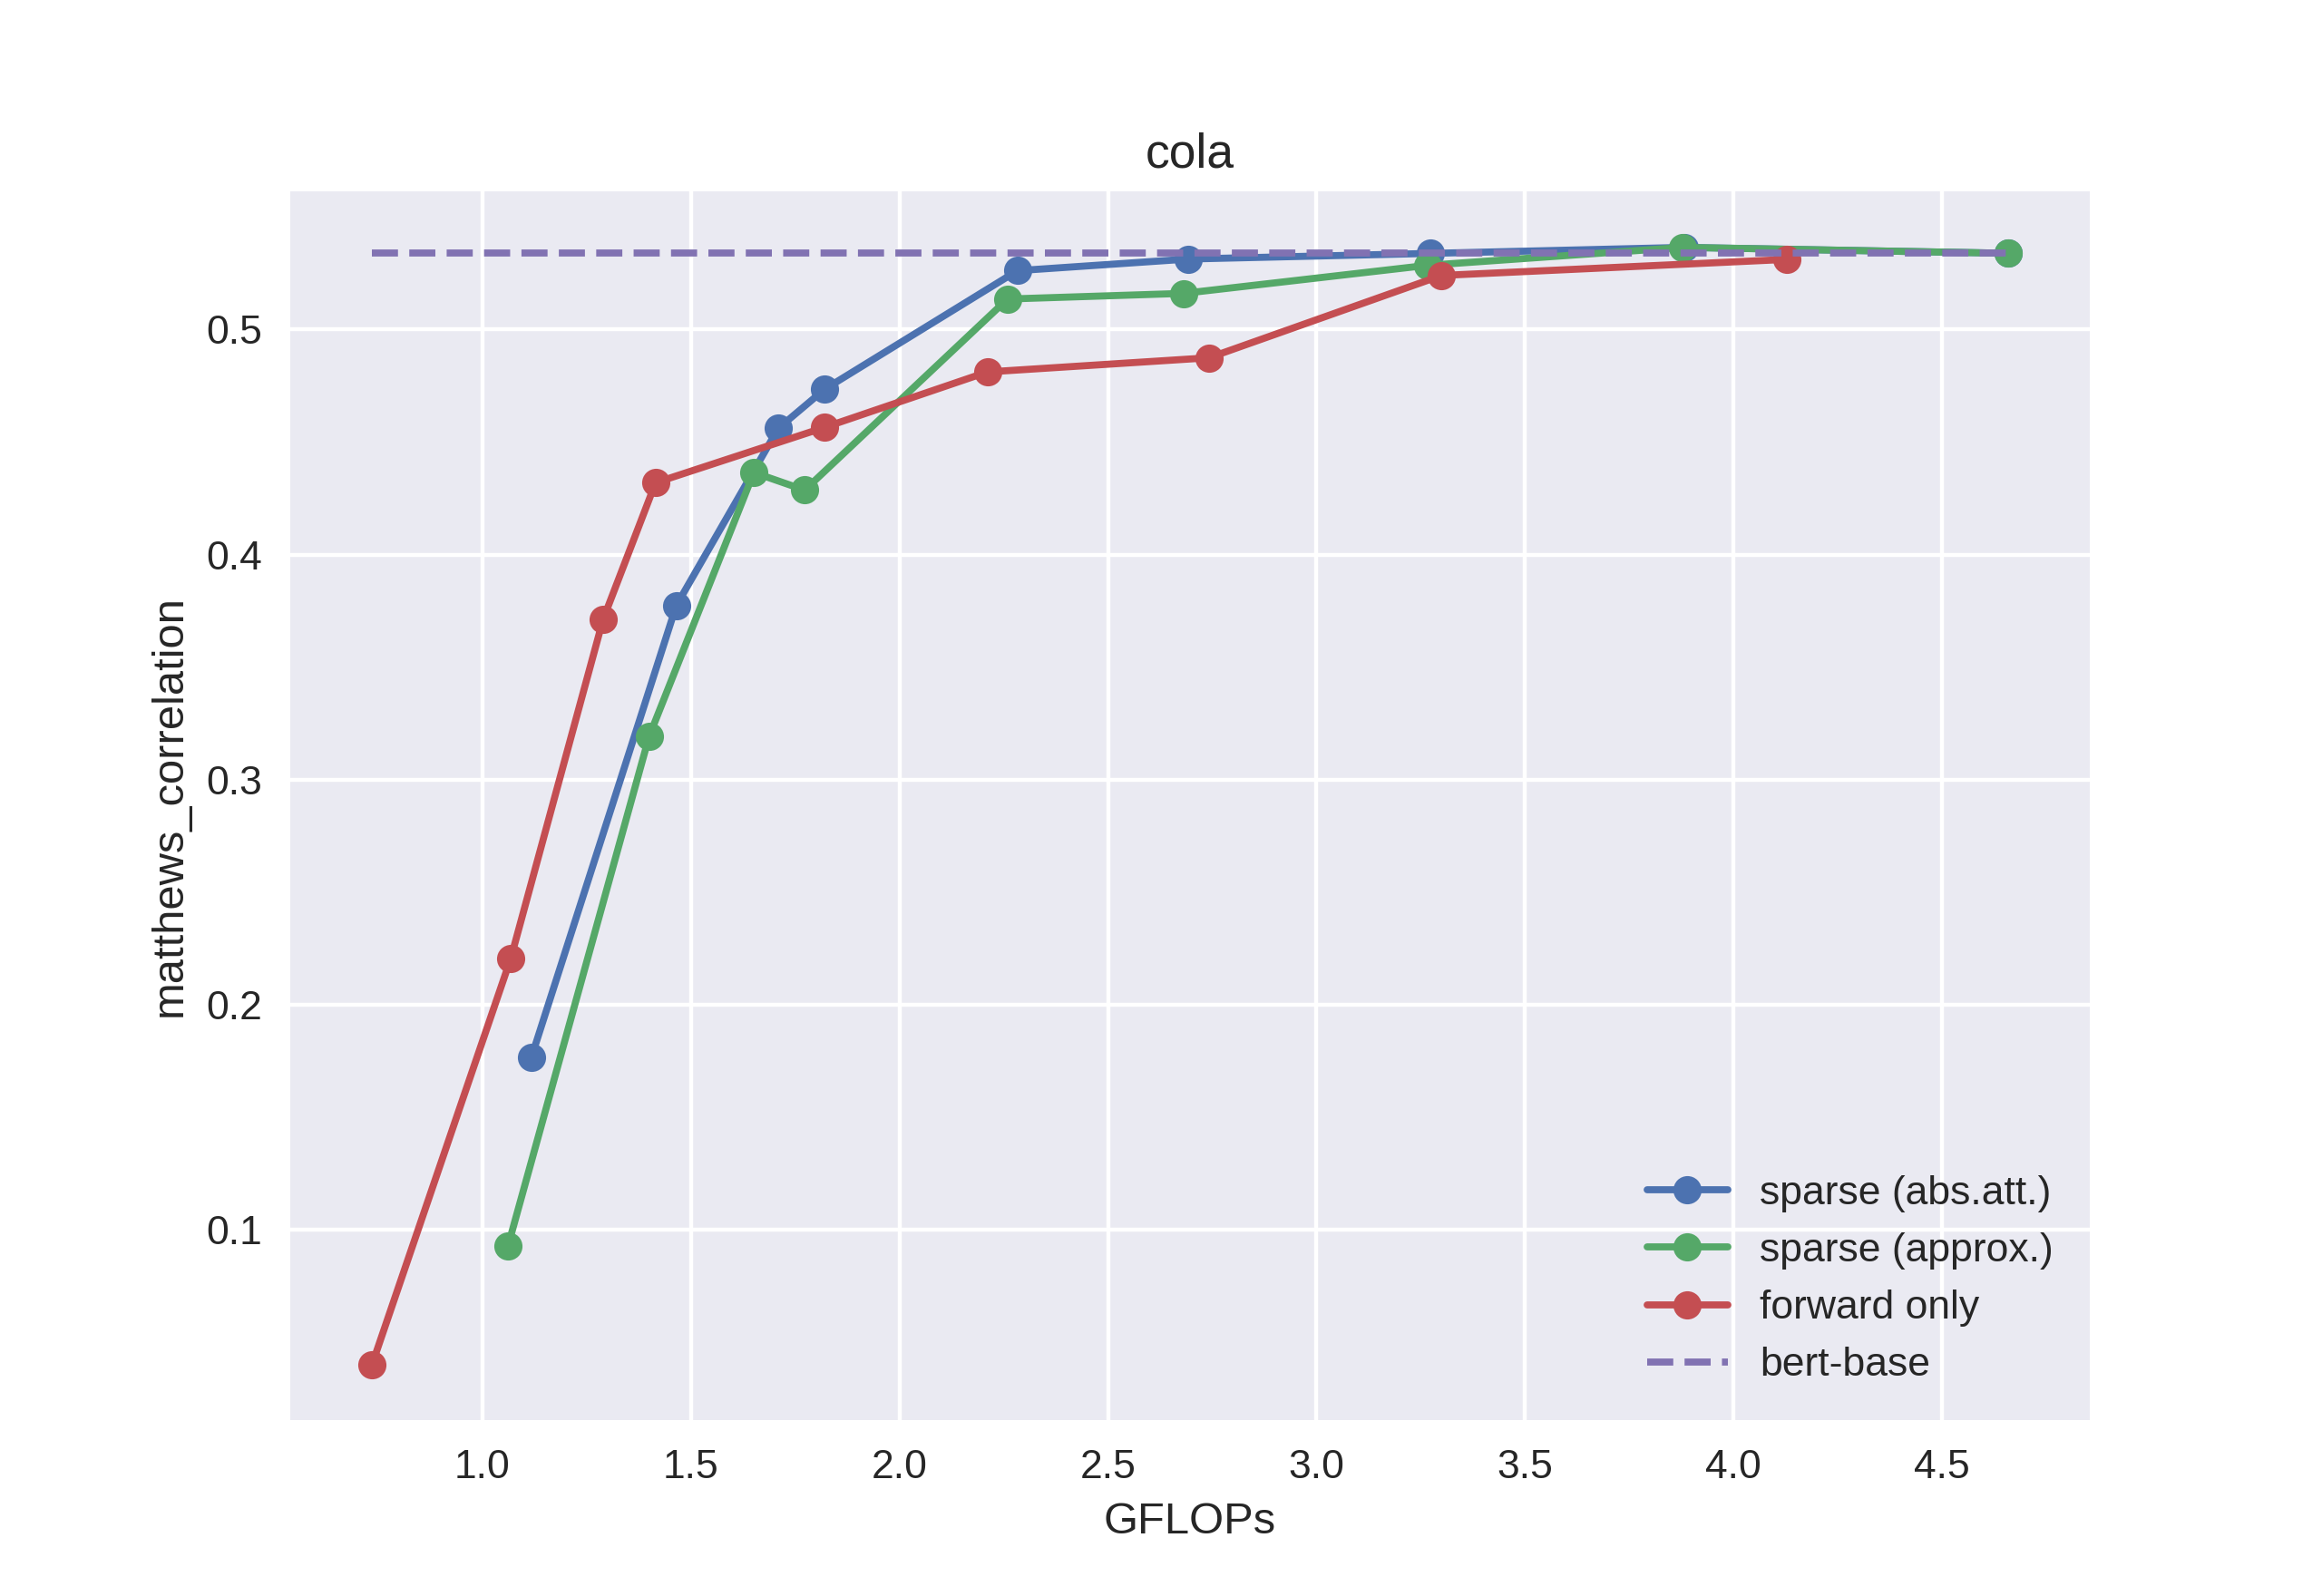 cola
matthews_correlation
0.5
0.4
0.3
0.2
0.1
sparse (abs.att.)
sparse (approx.)
forward only
bert-base
1.0 1.5 2.0 2.5 3.0 3.5 4.0 4.5
GFLOPs